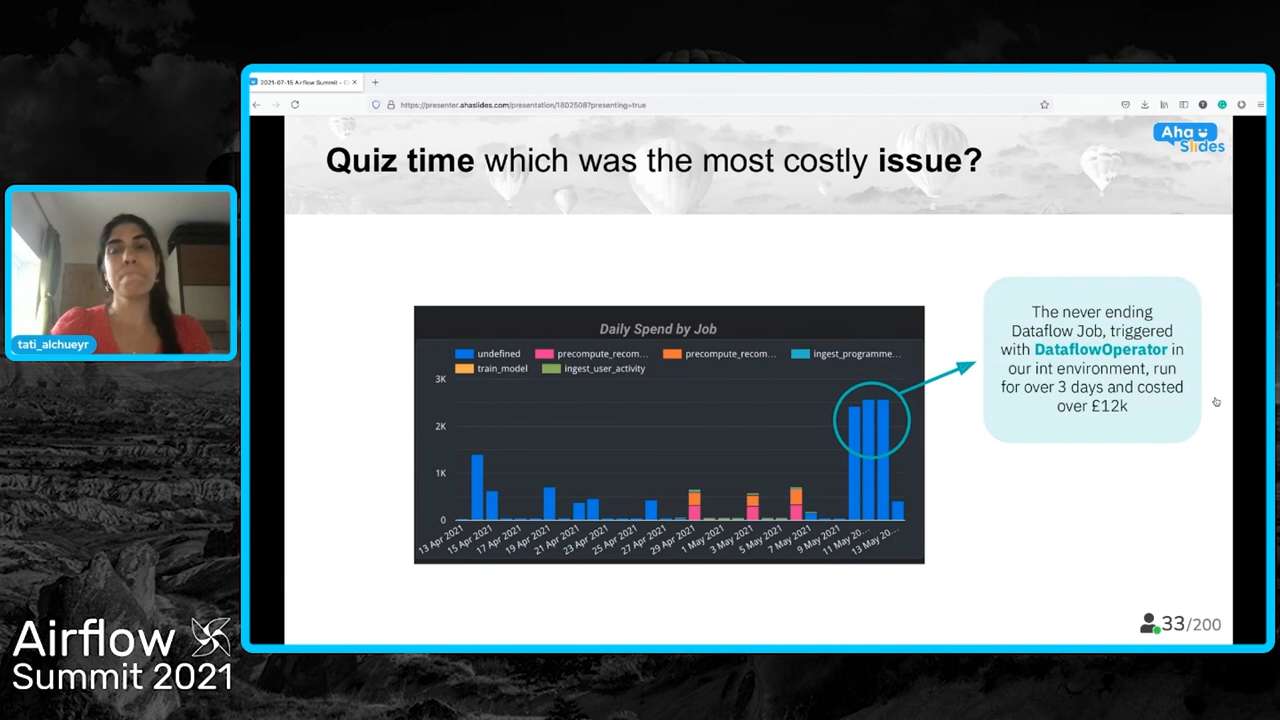 2021-07-15 Airflow Summit - C
https://presenter.ahaslides.com/presentation/1802508?presenting=true
Aha
Slides
Quiz time which was the most costly issue?
Daily Spend by Job
undefined
precompute_recom...
precompute_recom...
ingest_programme...
train_model
ingest_user_activity
3K
2K
1K
0
13 Apr 2021
15 Apr 2021
17 Apr 2021
19 Apr 2021
21 Apr 2021
23 Apr 2021
25 Apr 2021
27 Apr 2021
29 Apr 2021
1 May 2021
3 May 2021
5 May 2021
7 May 2021
9 May 2021
11 May 20...
13 May 20...
The never ending
Dataflow Job, triggered
with DataflowOperator in
our int environment, run
for over 3 days and costed
over £12k
33/200
tati_alchueyr
Airflow
Summit 2021